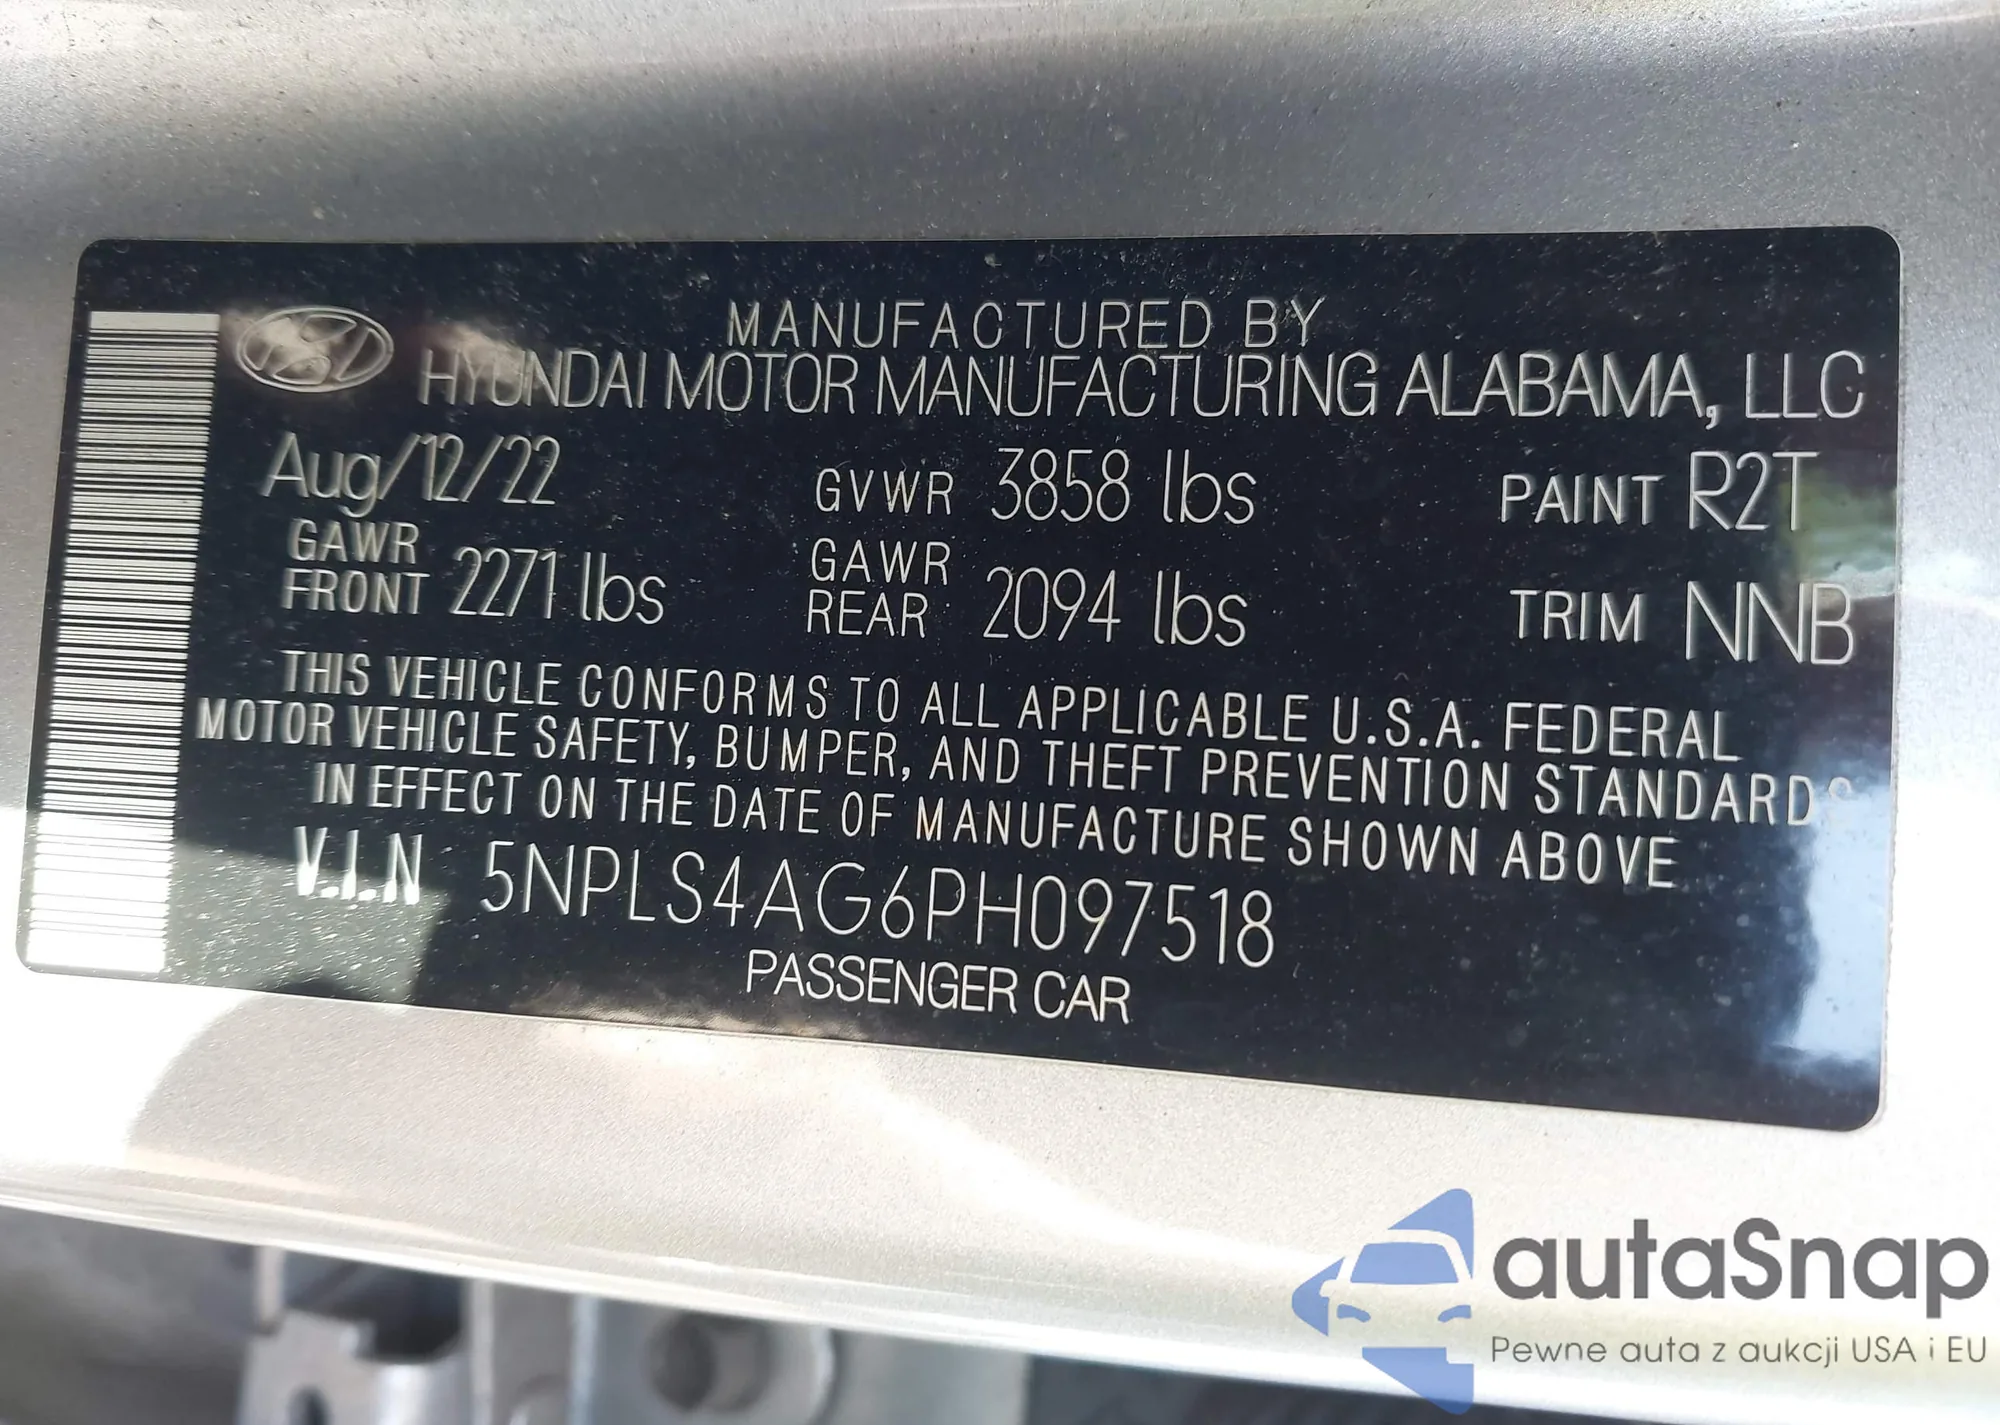 MANUFACTURED BY
HYUNDAI MOTOR MANUFACTURING ALABAMA, LLC
Aug/12/22 GVWR 3858 lbs PAINT R2T
GAWR FRONT 2271 lbs GAWR REAR 2094 lbs TRIM NNB
THIS VEHICLE CONFORMS TO ALL APPLICABLE U.S.A. FEDERAL
MOTOR VEHICLE SAFETY, BUMPER, AND THEFT PREVENTION STANDARDS
IN EFFECT ON THE DATE OF MANUFACTURE SHOWN ABOVE
V.I.N 5NPLS4AG6PH097518
PASSENGER CAR
autaSnap
Pewne auta z aukcji USA i EU